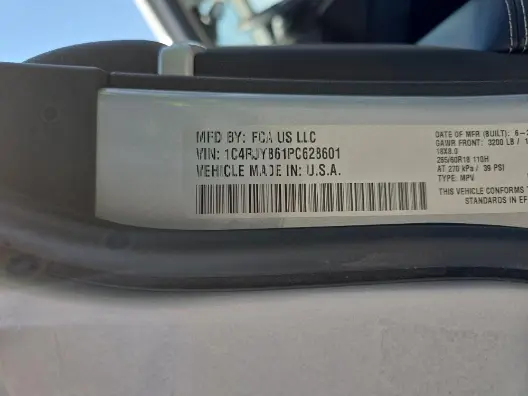 MFD BY: FCA US LLC
VIN: 1C4RJYB61PC628601
VEHICLE MADE IN: U.S.A.
DATE OF MFR (BUILT): 6-
GAWR FRONT: 3200 LB /
18X8.0
265/60R18 110H
AT 270 kPa / 39 PSI
TYPE: MPV
THIS VEHICLE CONFORMS
STANDARDS IN